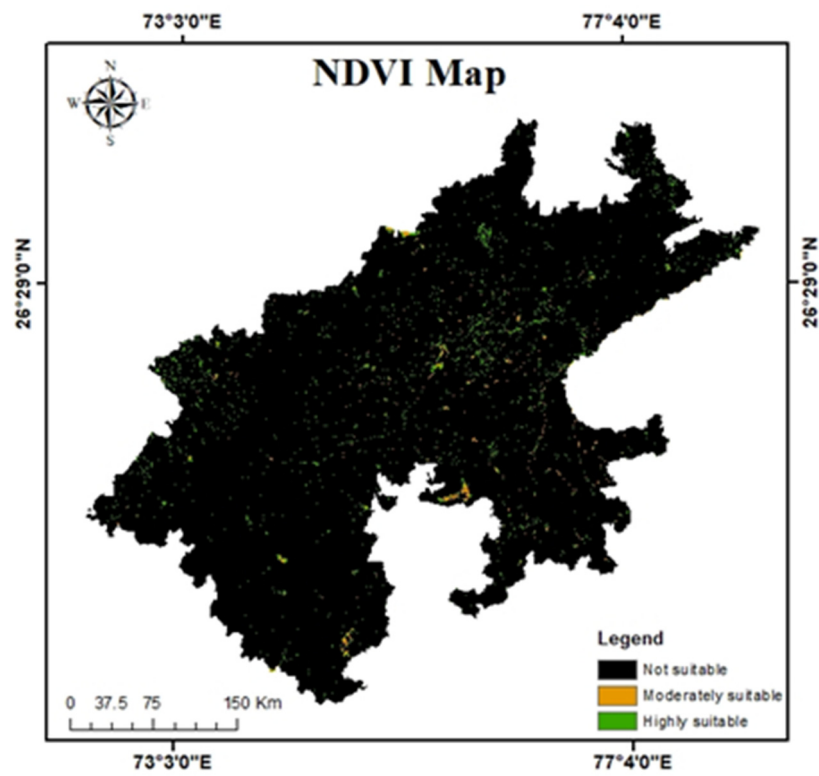 73°3'0"E 77°4'0"E
NDVI Map
N
W E
S
26°29'0"N 26°29'0"N
Legend
Not suitable
Moderately suitable
Highly suitable
0 37.5 75 150 Km
73°3'0"E 77°4'0"E